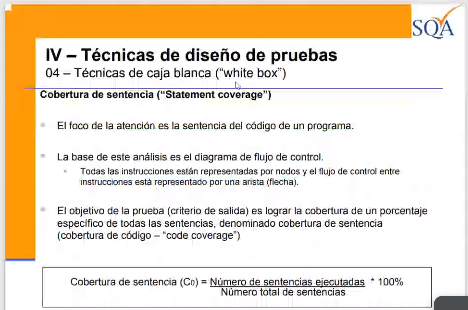 SQA
IV – Técnicas de diseño de pruebas
04 – Técnicas de caja blanca (“white box”)
Cobertura de sentencia (“Statement coverage”)
El foco de la atención es la sentencia del código de un programa.
La base de este análisis es el diagrama de flujo de control.
Todas las instrucciones están representadas por nodos y el flujo de control entre
instrucciones está representado por una arista (flecha).
El objetivo de la prueba (criterio de salida) es lograr la cobertura de un porcentaje
específico de todas las sentencias, denominado cobertura de sentencia
(cobertura de código – “code coverage”)
Cobertura de sentencia (C0) = Número de sentencias ejecutadas * 100%
Número total de sentencias